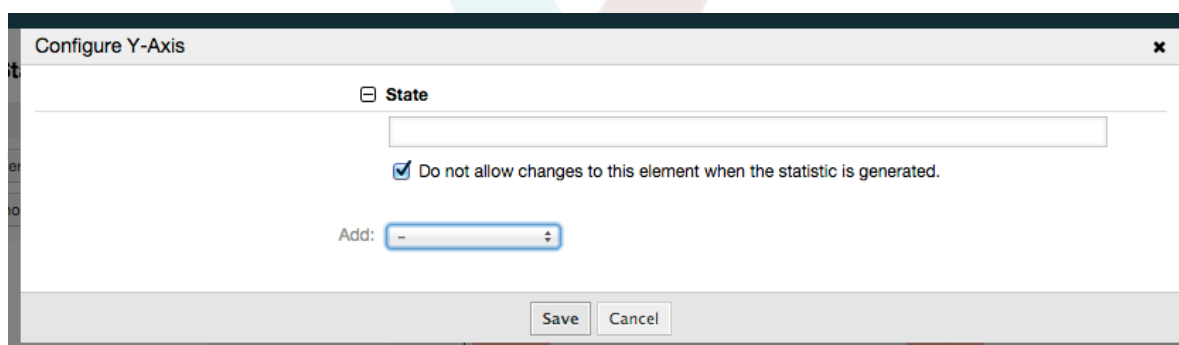 Configure Y-Axis
State
Do not allow changes to this element when the statistic is generated.
Add: –
Save Cancel